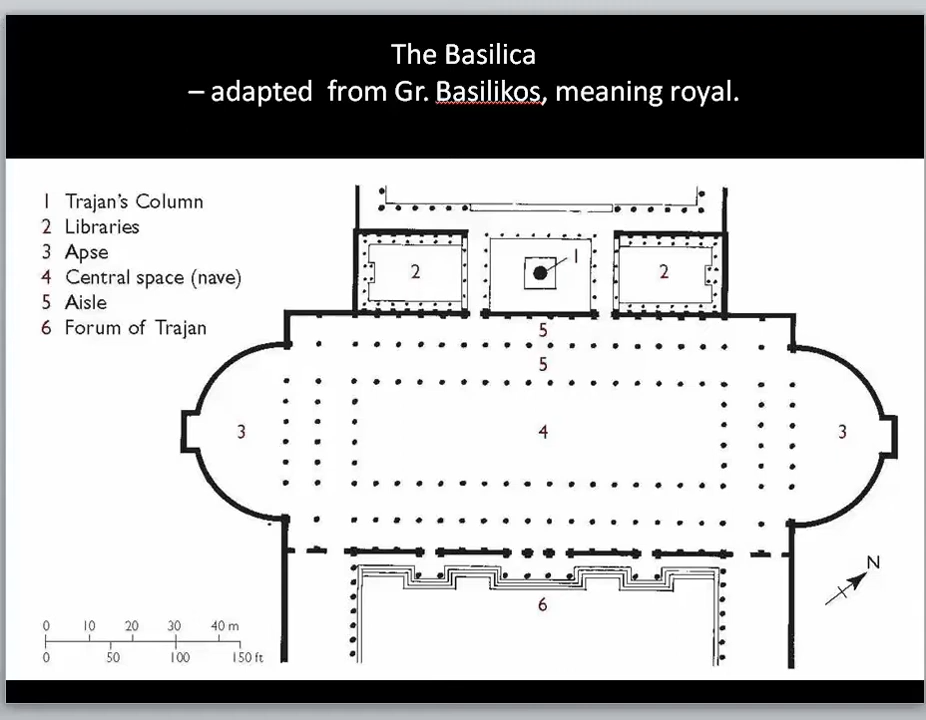 The Basilica
– adapted  from Gr. Basilikos, meaning royal.
1 Trajan's Column
2 Libraries
3 Apse
4 Central space (nave)
5 Aisle
6 Forum of Trajan
1
2
2
5
5
3
4
3
6
N
0 10 20 30 40 m
0 50 100 150 ft